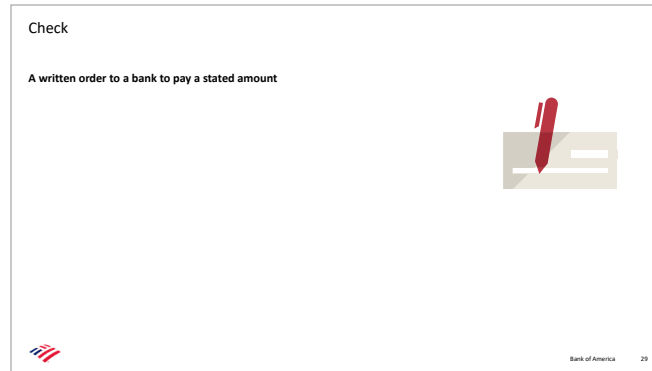 Check
A written order to a bank to pay a stated amount
Bank of America 29